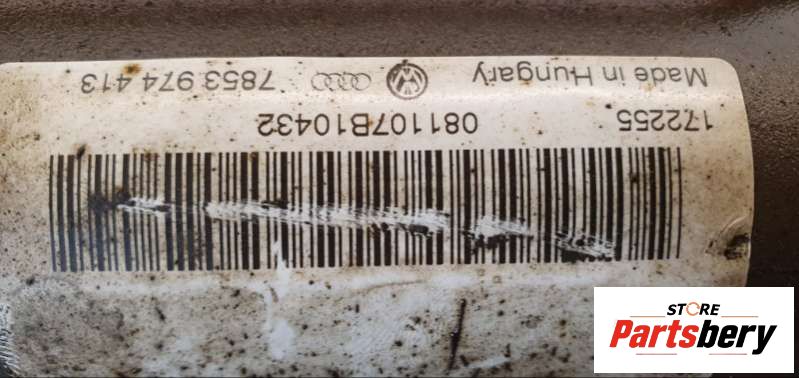 172255 081107B10432
Made in Hungary 7853 974 413
STORE
Partsbery